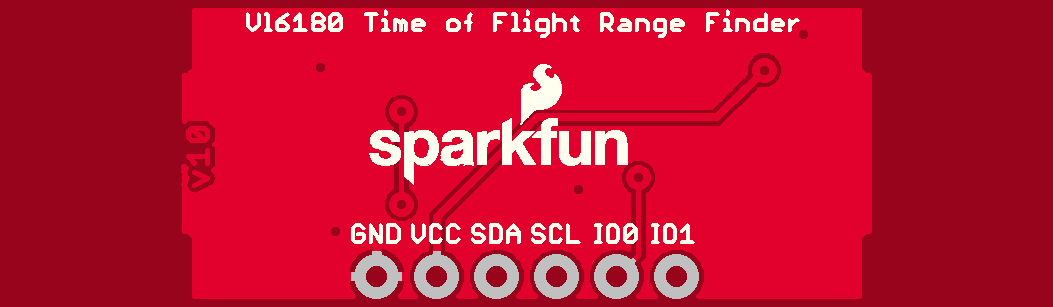 Vl6180 Time of Flight Range Finder
sparkfun
v10
GND VCC SDA SCL IO0 IO1